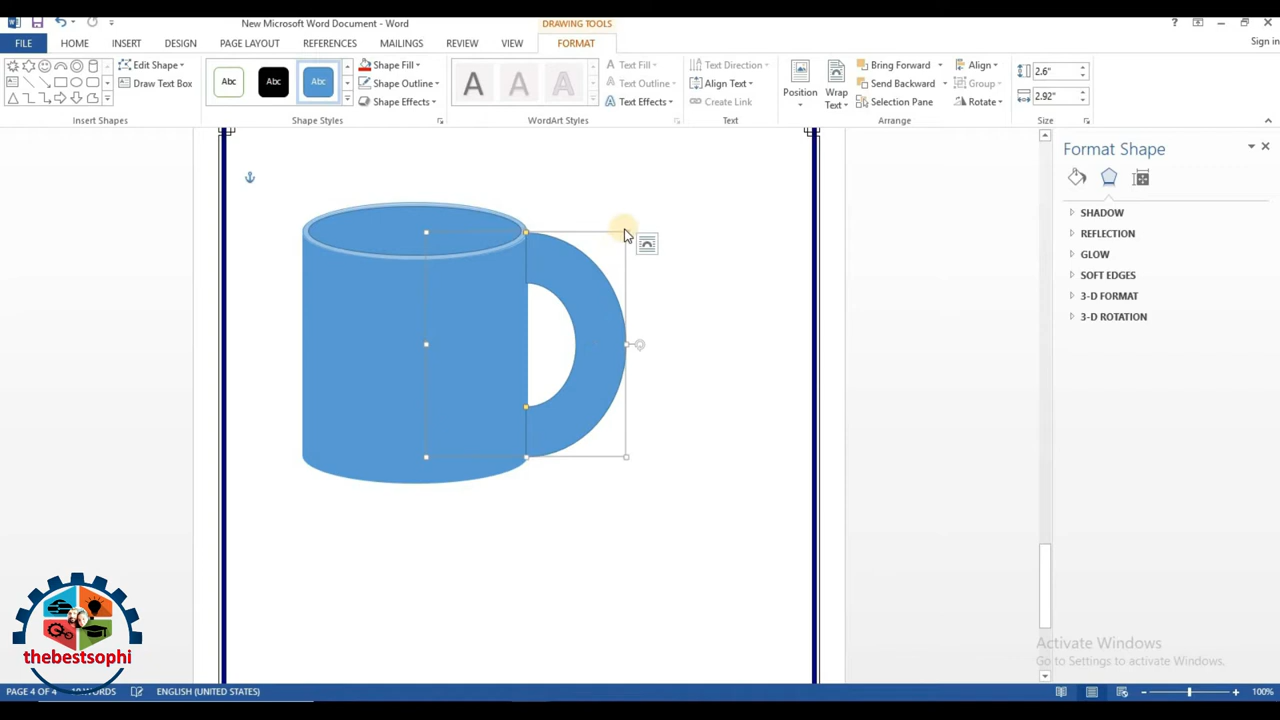 New Microsoft Word Document - Word
DRAWING TOOLS
FILE HOME INSERT DESIGN PAGE LAYOUT REFERENCES MAILINGS REVIEW VIEW FORMAT Sign in
Edit Shape
Draw Text Box
Insert Shapes
Abc Abc Abc
Shape Fill
Shape Outline
Shape Effects
Shape Styles
A A A
Text Fill
Text Outline
Text Effects
WordArt Styles
Text Direction
Align Text
Create Link
Text
Position
Wrap
Text
Bring Forward
Send Backward
Selection Pane
Align
Group
Rotate
Arrange
2.6"
2.92"
Size
Format Shape
SHADOW
REFLECTION
GLOW
SOFT EDGES
3-D FORMAT
3-D ROTATION
thebestsophi
Activate Windows
Go to Settings to activate Windows.
PAGE 4 OF 4 WORDS ENGLISH (UNITED STATES) 100%